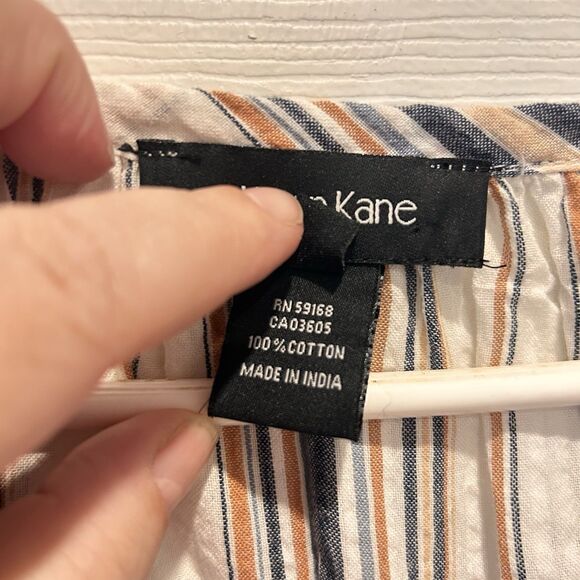 Kane
RN 59168
CA03605
100% COTTON
MADE IN INDIA